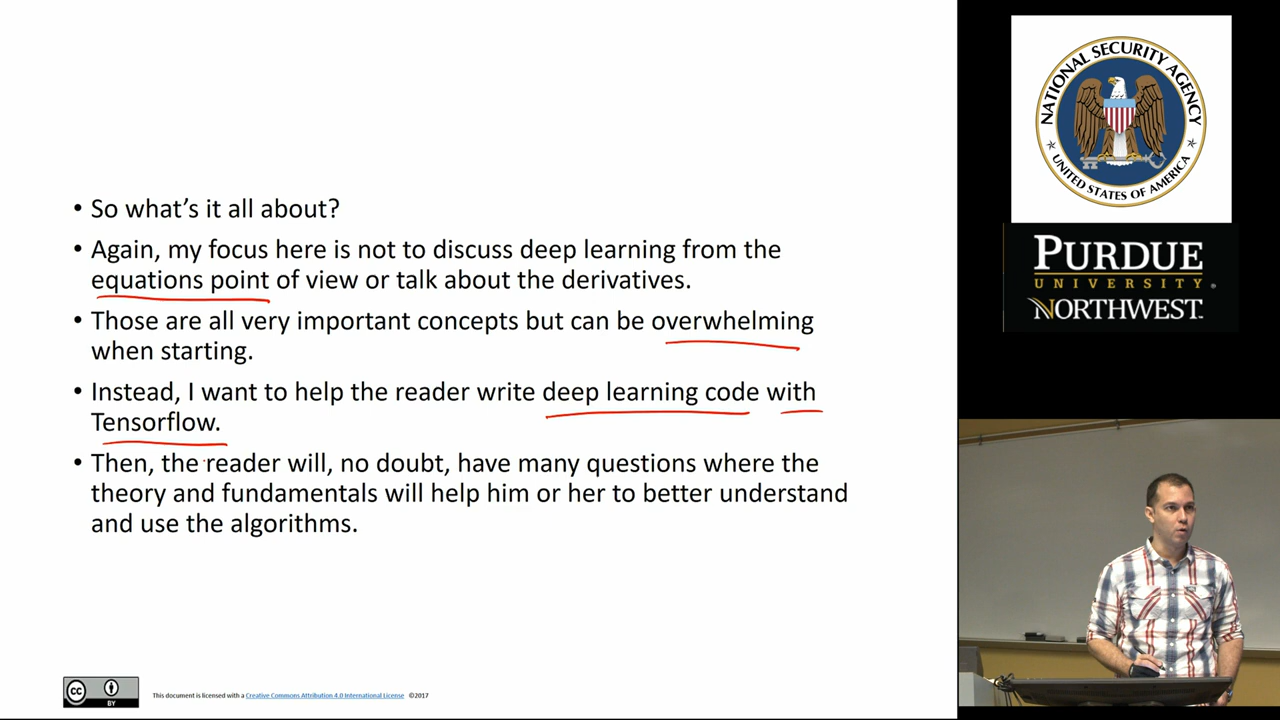 • So what's it all about?
• Again, my focus here is not to discuss deep learning from the
equations point of view or talk about the derivatives.
• Those are all very important concepts but can be overwhelming
when starting.
• Instead, I want to help the reader write deep learning code with
Tensorflow.
• Then, the reader will, no doubt, have many questions where the
theory and fundamentals will help him or her to better understand
and use the algorithms.
cc
BY
This document is licensed with a Creative Commons Attribution 4.0 International License ©2017
NATIONAL SECURITY AGENCY
UNITED STATES OF AMERICA
PURDUE
UNIVERSITY
NORTHWEST